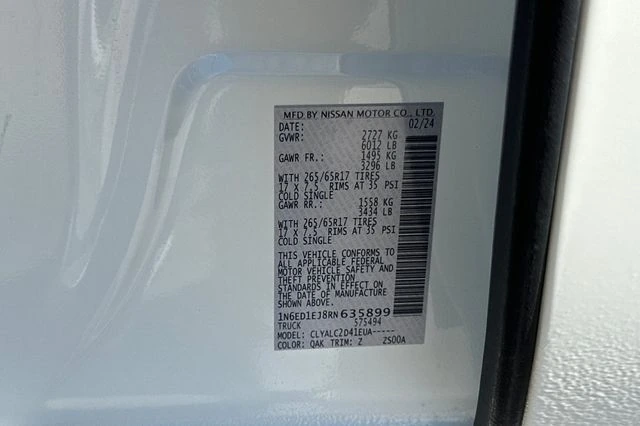 MFD BY NISSAN MOTOR CO., LTD.
DATE: 02/24
GVWR: 2727 KG
6012 LB
GAWR FR.: 1495 KG
3296 LB
WITH 265/65R17 TIRES
17 X 7.5 RIMS AT 35 PSI
COLD SINGLE
GAWR RR.: 1558 KG
3434 LB
WITH 265/65R17 TIRES
17 X 7.5 RIMS AT 35 PSI
COLD SINGLE
THIS VEHICLE CONFORMS TO
ALL APPLICABLE FEDERAL
MOTOR VEHICLE SAFETY AND
THEFT PREVENTION
STANDARDS IN EFFECT ON
THE DATE OF MANUFACTURE
SHOWN ABOVE.
1N6ED1EJ8RN 635899
TRUCK 575494
MODEL: CLYALC2D41EUA-----
COLOR: QAK TRIM: Z ZS00A